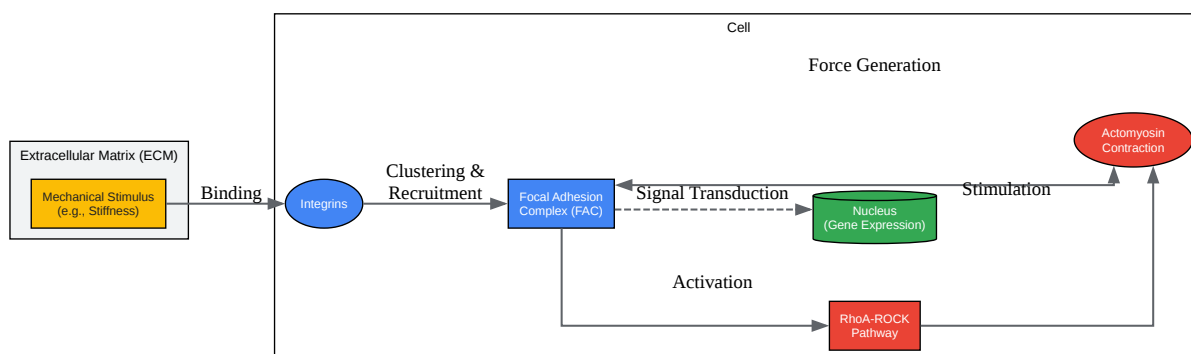 Cell
Force Generation
Extracellular Matrix (ECM)
Mechanical Stimulus
(e.g., Stiffness)
Binding
Integrins
Clustering &
Recruitment
Focal Adhesion
Complex (FAC)
Signal Transduction
Nucleus
(Gene Expression)
Stimulation
Actomyosin
Contraction
Activation
RhoA-ROCK
Pathway